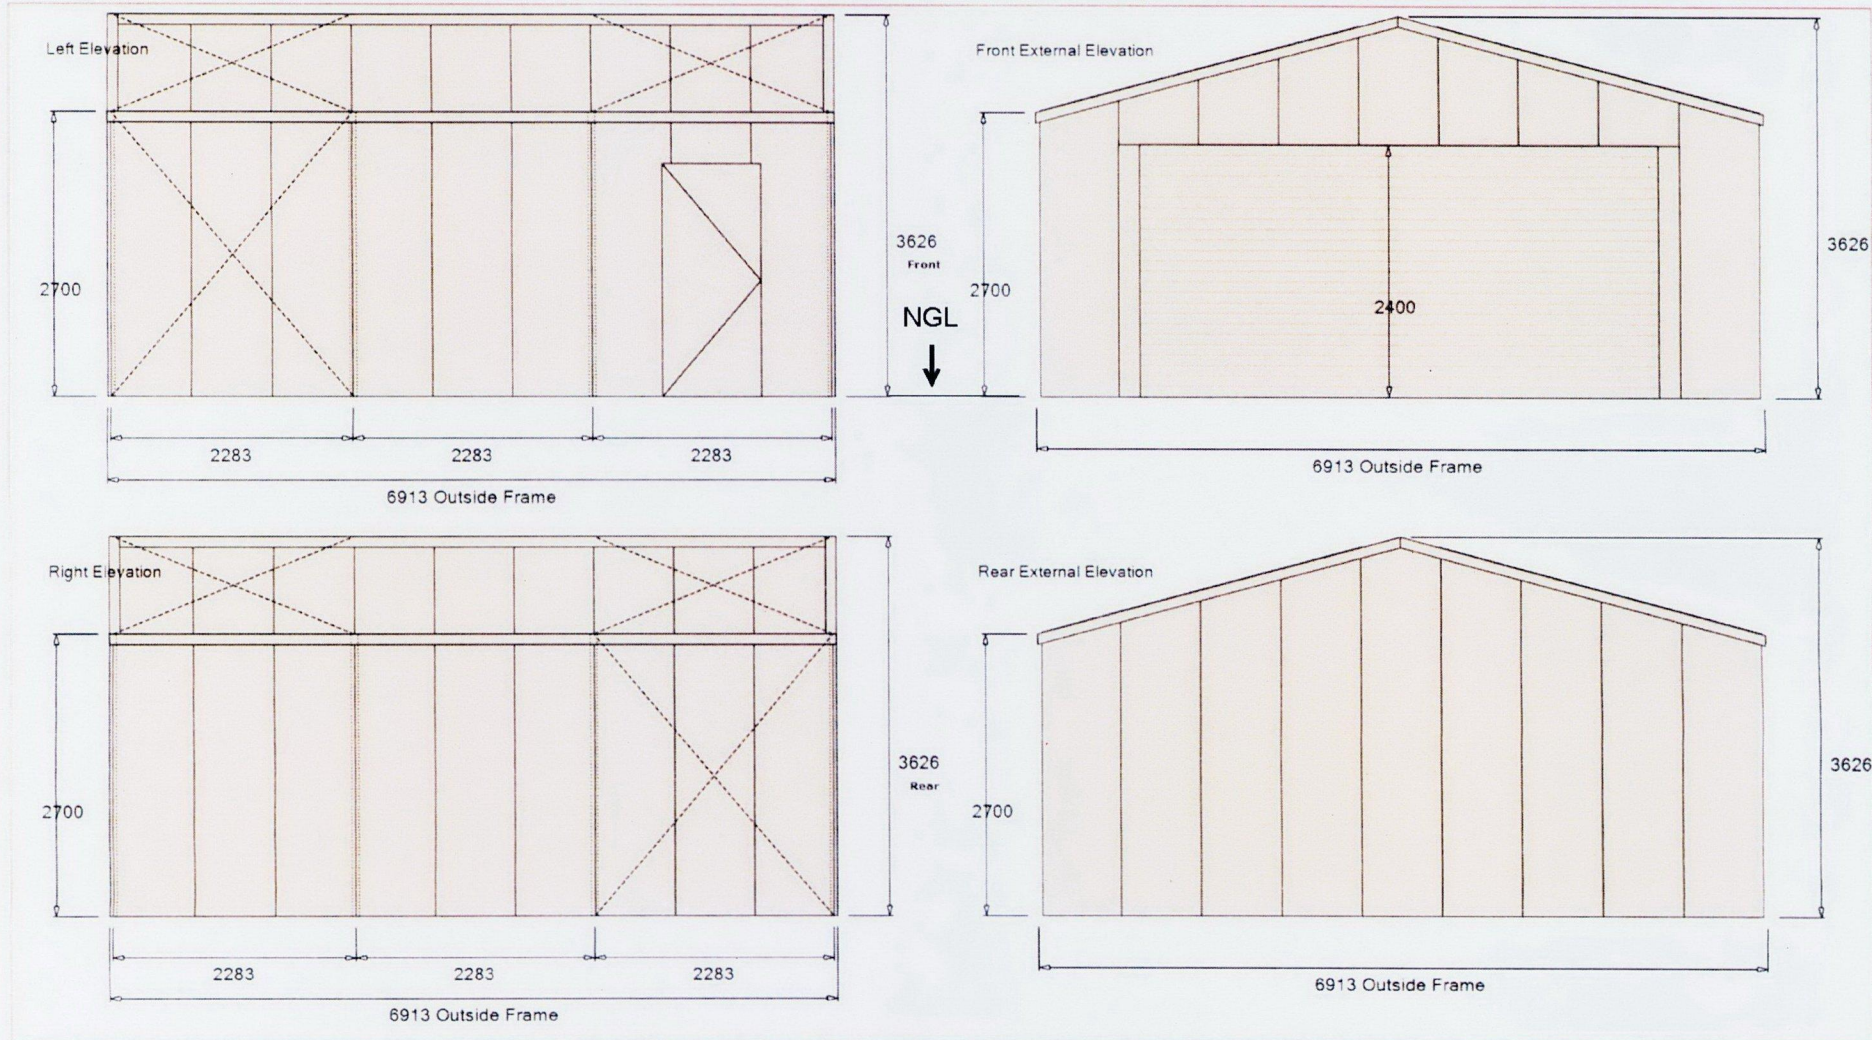 Left Elevation
2700
3626
Front
NGL
2283
2283
2283
6913 Outside Frame
Front External Elevation
2700
2400
3626
6913 Outside Frame
Right Elevation
2700
3626
Rear
2283
2283
2283
6913 Outside Frame
Rear External Elevation
2700
3626
6913 Outside Frame